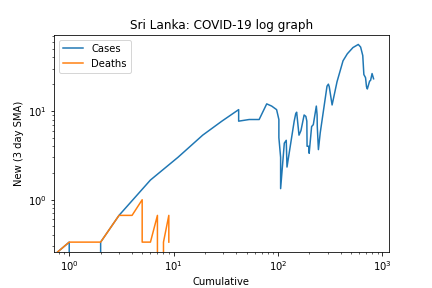 Sri Lanka: COVID-19 log graph
Cases
Deaths
New (3 day SMA)
10¹
10⁰
10⁰ 10¹ 10² 10³
Cumulative